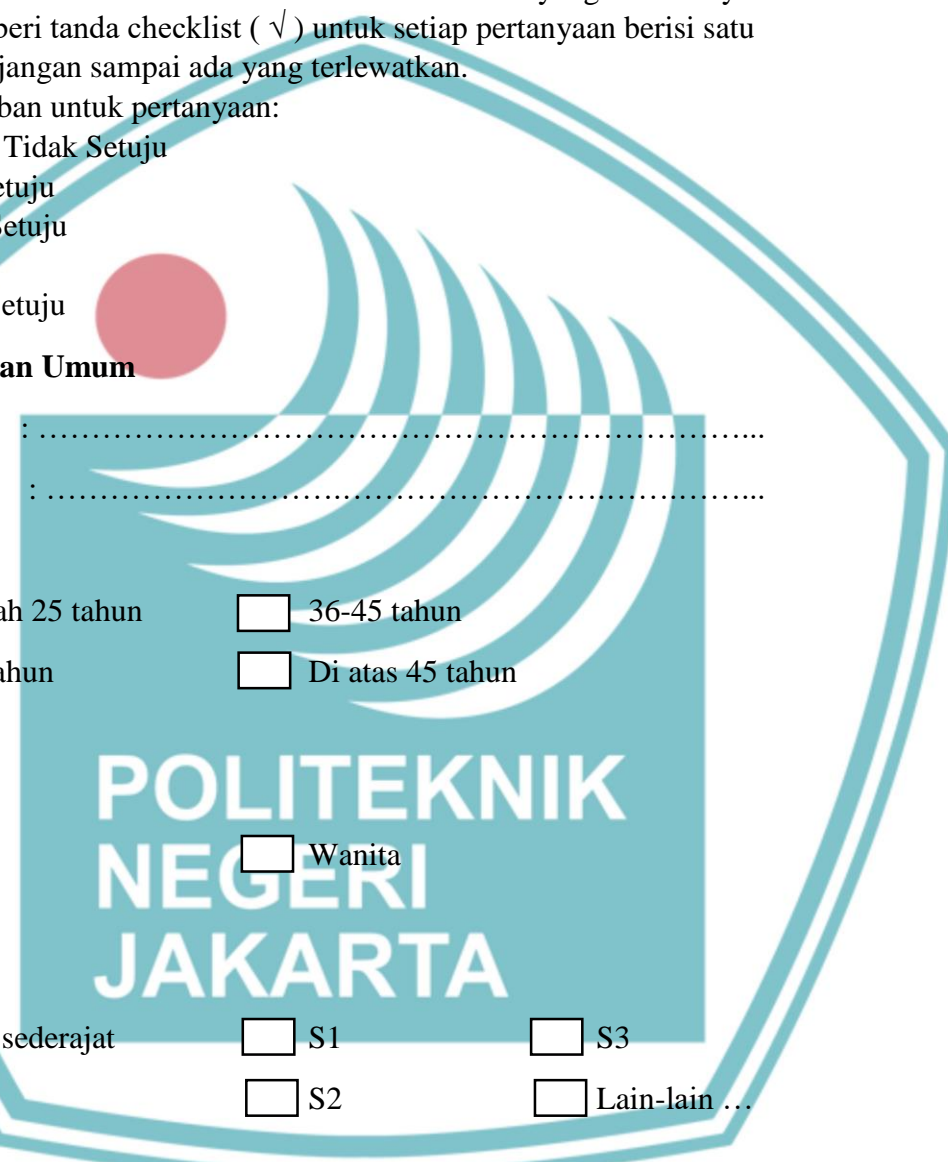 beri tanda checklist ( √ ) untuk setiap pertanyaan berisi satu
jangan sampai ada yang terlewatkan.
ban untuk pertanyaan:
Tidak Setuju
etuju
Setuju
etuju
an Umum
: …………………………………………………………...
: …………………………………………………………...
ah 25 tahun 36-45 tahun
ahun Di atas 45 tahun
POLITEKNIK
Wanita
NEGERI
JAKARTA
sederajat S1 S3
S2 Lain-lain …